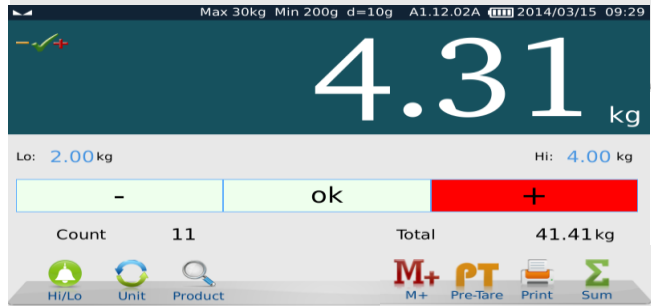 Max 30kg Min 200g d=10g A1.12.02A 2014/03/15 09:29
4.31 kg
Lo: 2.00 kg Hi: 4.00 kg
- ok +
Count 11 Total 41.41kg
M+ PT Σ
Hi/Lo Unit Product M+ Pre-Tare Print Sum